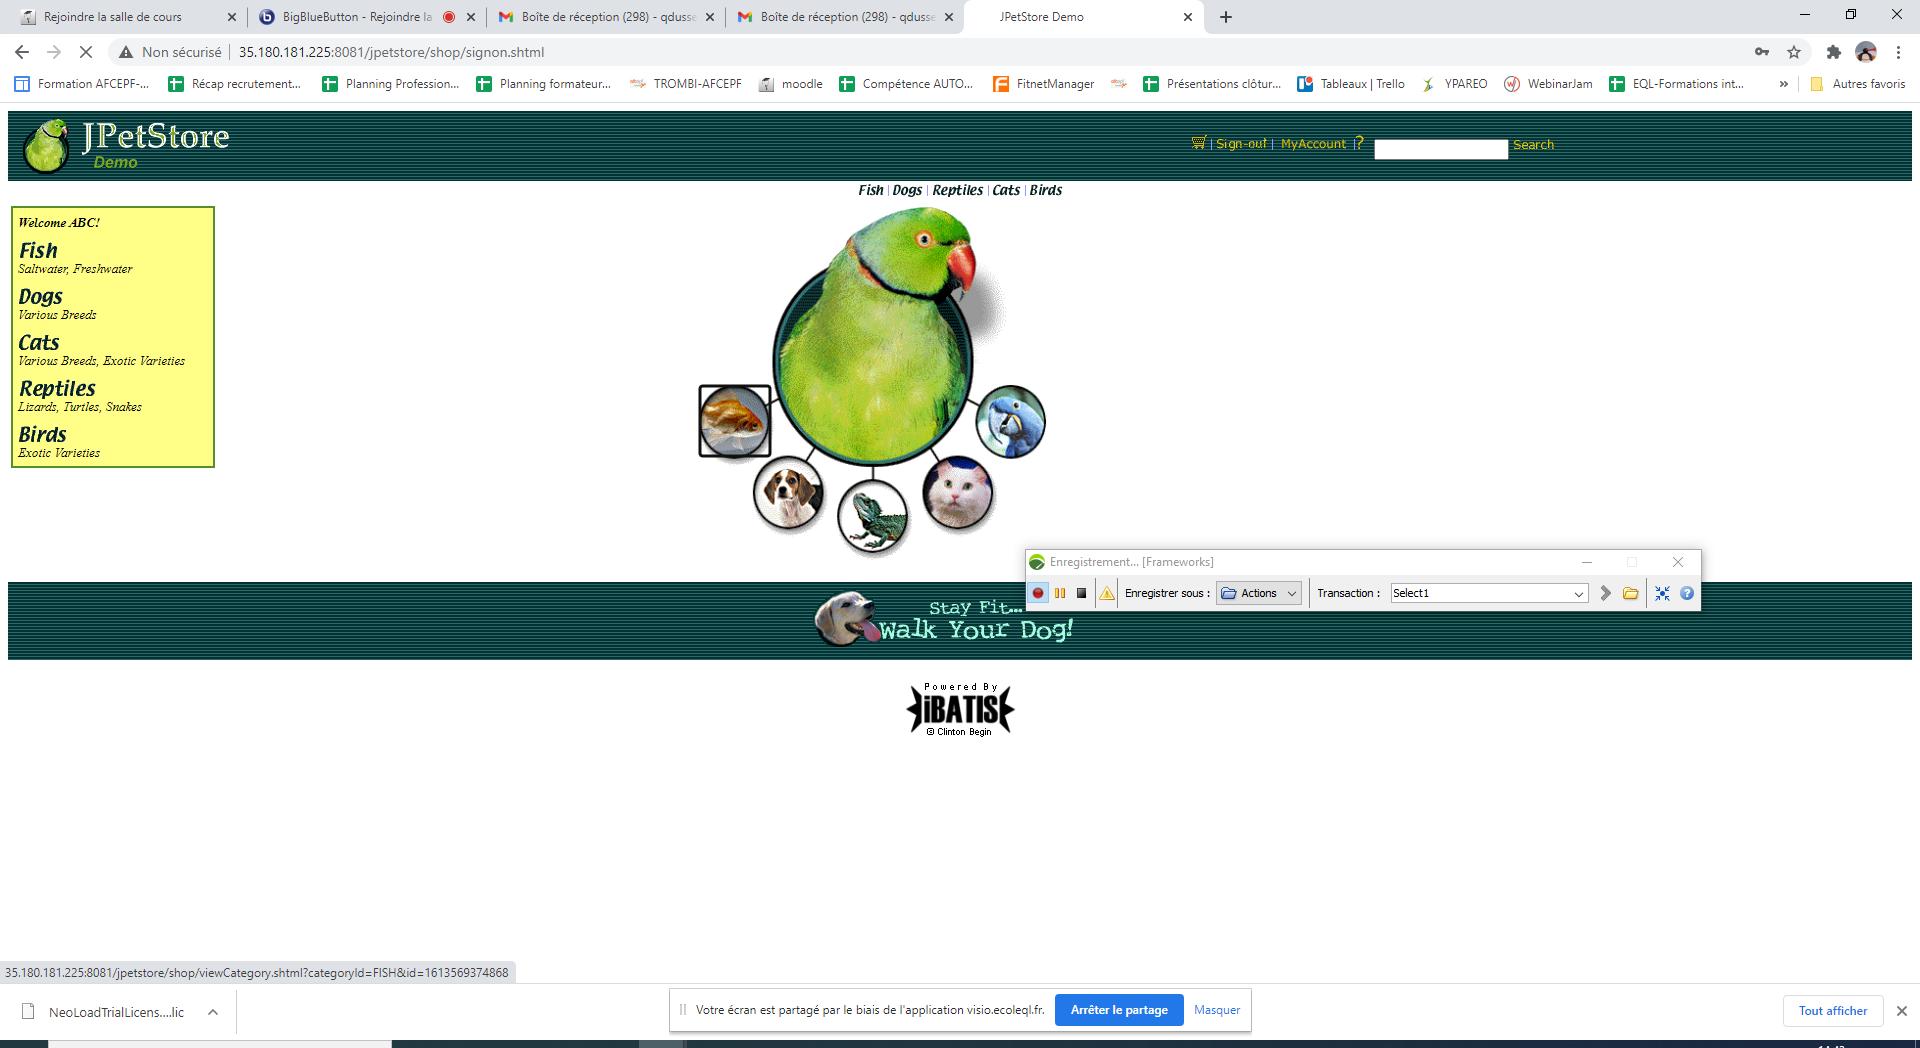 Rejoindre la salle de cours
BigBlueButton - Rejoindre la
Boîte de réception (298) - qdusse
Boîte de réception (298) - qdusse
JPetStore Demo
Non sécurisé
35.180.181.225:8081/jpetstore/shop/signon.shtml
Formation AFCEPF-...
Récap recrutement...
Planning Profession...
Planning formateur...
TROMBI-AFCEPF
moodle
Compétence AUTO...
FitnetManager
Présentations clôtur...
Tableaux | Trello
YPAREO
WebinarJam
EQL-Formations int...
»
Autres favoris
JPetStore
Demo
| Sign-out | MyAccount | ?
Search
Fish | Dogs | Reptiles | Cats | Birds
Welcome ABC!
Fish
Saltwater, Freshwater
Dogs
Various Breeds
Cats
Various Breeds, Exotic Varieties
Reptiles
Lizards, Turtles, Snakes
Birds
Exotic Varieties
Enregistrement... [Frameworks]
Enregistrer sous :
Actions
Transaction :
Select1
Stay Fit...
Walk Your Dog!
Powered By
iBATIS
© Clinton Begin
35.180.181.225:8081/jpetstore/shop/viewCategory.shtml?categoryId=FISH&id=1613569374868
NeoLoadTrialLicens....lic
Votre écran est partagé par le biais de l'application visio.ecoleql.fr.
Arrêter le partage
Masquer
Tout afficher